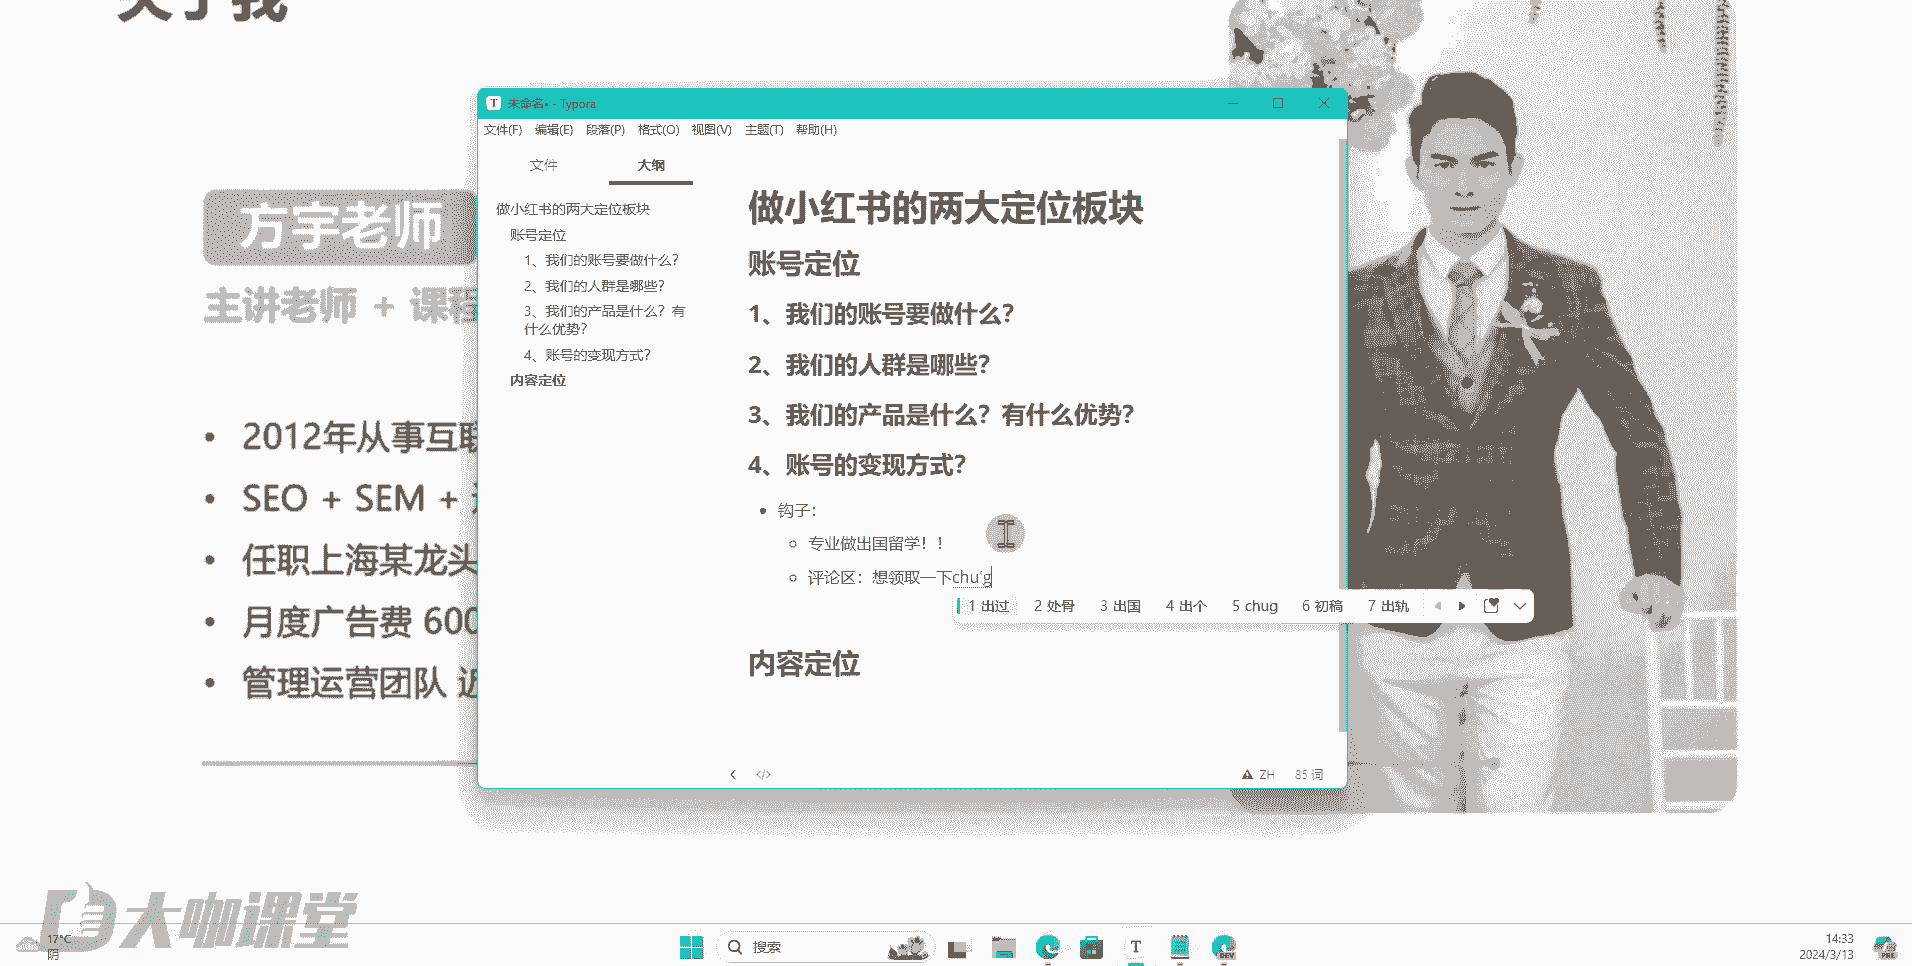 关于我
方宇老师
主讲老师 + 课程
• 2012年从事互联
• SEO + SEM +
• 任职上海某龙头
• 月度广告费 600
• 管理运营团队 近
未命名• - Typora
文件(F) 编辑(E) 段落(P) 格式(O) 视图(V) 主题(T) 帮助(H)
文件 大纲
做小红书的两大定位板块
账号定位
1、我们的账号要做什么？
2、我们的人群是哪些？
3、我们的产品是什么？有
什么优势？
4、账号的变现方式？
内容定位
做小红书的两大定位板块
账号定位
1、我们的账号要做什么？
2、我们的人群是哪些？
3、我们的产品是什么？有什么优势？
4、账号的变现方式？
• 钩子：
专业做出国留学！！
评论区：想领取一下chu'g
1 出过 2 处骨 3 出国 4 出个 5 chug 6 初稿 7 出轨
内容定位
</> ZH 85 词
大咖课堂
17°C
阴
搜索
T
14:33
2024/3/13
PRE
DEV